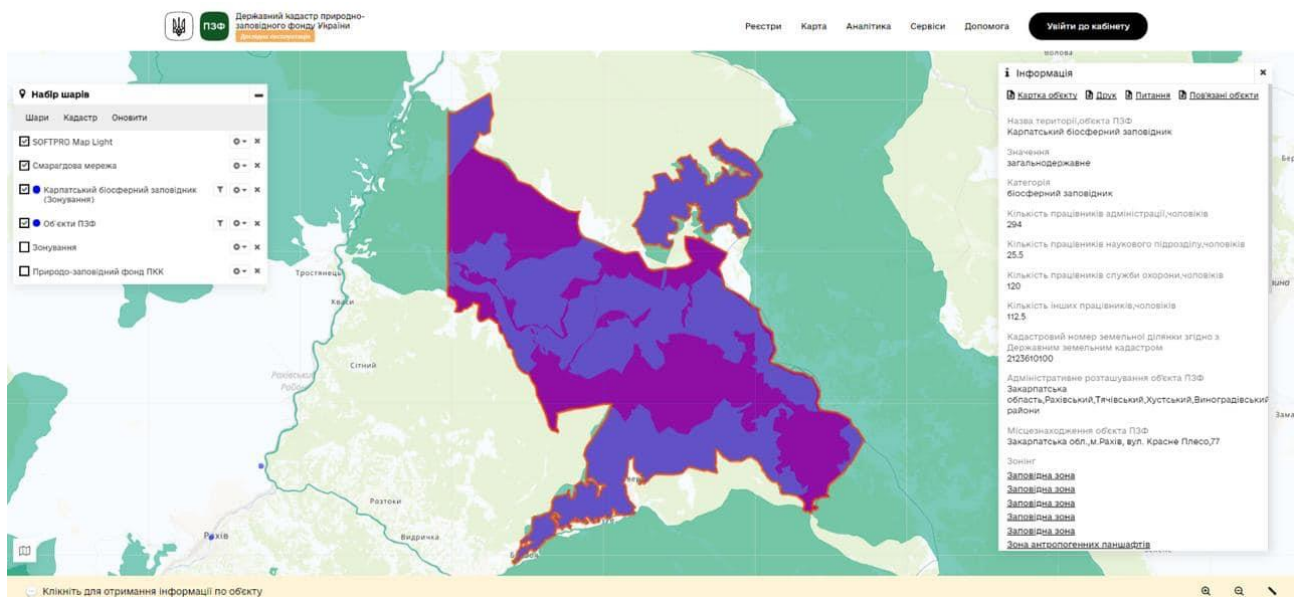 ПЗФ
Державний кадастр природно-
заповідного фонду України
Дослідна експлуатація
Реєстри
Карта
Аналітика
Сервіси
Допомога
Увійти до кабінету
Набір шарів
Шари
Кадастр
Оновити
SOFTPRO Map Light
Смарагдова мережа
Карпатський біосферний заповідник
(Зонування)
Об'єкти ПЗФ
Зонування
Природо-заповідний фонд ПКК
Тростянець
Кваси
Сітний
Рахівський
Район
Розтоки
Видричка
Рахів
Інформація
Картка об'єкту
Друк
Питання
Пов'язані об'єкти
Назва території,об'єкта ПЗФ
Карпатський біосферний заповідник
Значення
загальнодержавне
Категорія
біосферний заповідник
Кількість працівників адміністрації,чоловіків
294
Кількість працівників наукового підрозділу,чоловіків
25.5
Кількість працівників служби охорони,чоловіків
120
Кількість інших працівників,чоловіків
112.5
Кадастровий номер земельної ділянки згідно з
Державним земельним кадастром
2123610100
Адміністративне розташування об'єкта ПЗФ
Закарпатська
область,Рахівський,Тячівський,Хустський,Виноградівський
райони
Місцезнаходження об'єкта ПЗФ
Закарпатська обл.,м.Рахів, вул. Красне Плесо,77
Зонінг
Заповідна зона
Заповідна зона
Заповідна зона
Заповідна зона
Заповідна зона
Зона антропогенних ланшафтів
Клікніть для отримання інформації по об'єкту